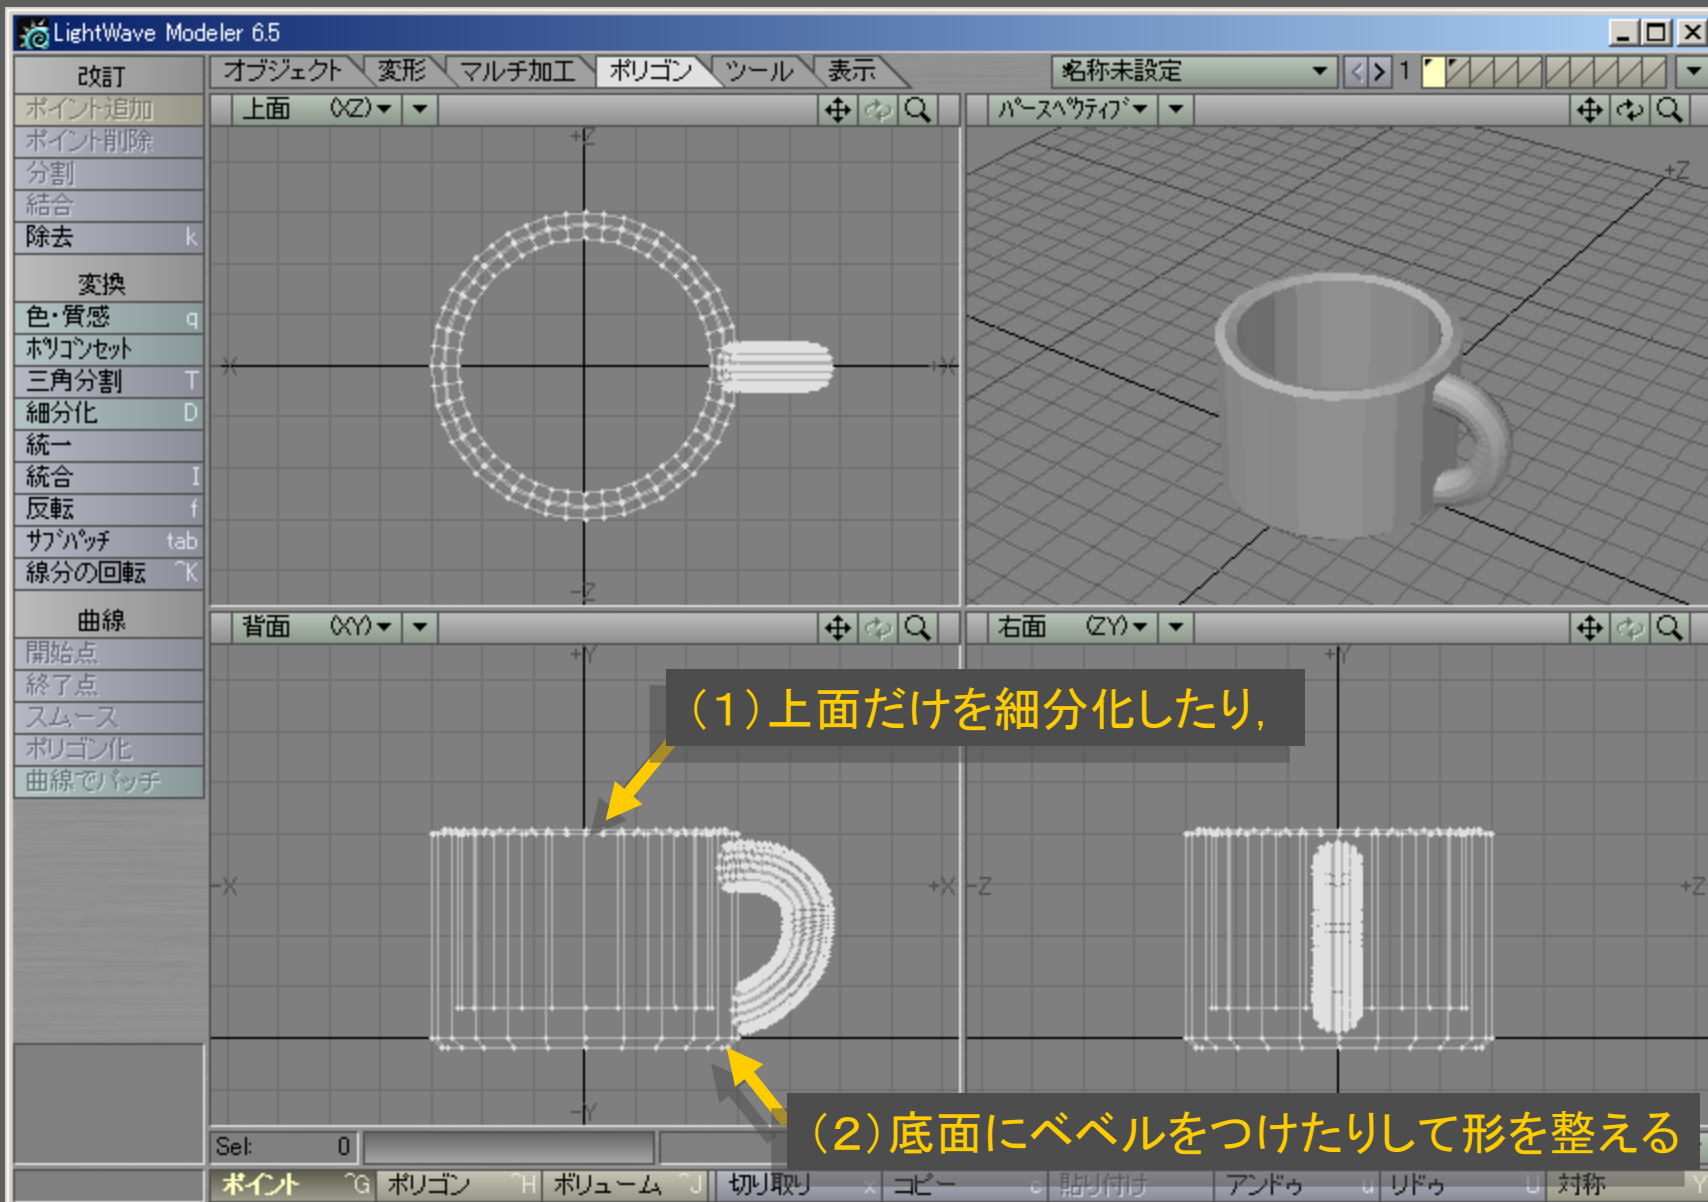 LightWave Modeler 6.5
改訂
オブジェクト 変形 マルチ加工 ポリゴン ツール 表示
名称未設定 1
ポイント追加
ポイント削除
分割
結合
除去 k
変換
色・質感 q
ポリゴンセット
三角分割 T
細分化 D
統一
統合 I
反転 f
サブパッチ tab
線分の回転 ^K
曲線
開始点
終了点
スムース
ポリゴン化
曲線でパッチ
上面 (XZ)
+Z
-X +X
-Z
パースペクティブ
+Z
背面 (XY)
+Y
-X +X
-Y
右面 (ZY)
+Y
-Z +Z
(1)上面だけを細分化したり,
(2)底面にベベルをつけたりして形を整える
Sel: 0
ポイント ^G ポリゴン ^H ボリューム ^J 切り取り x コピー c 貼り付け アンドゥ u リドゥ U 対称 Y